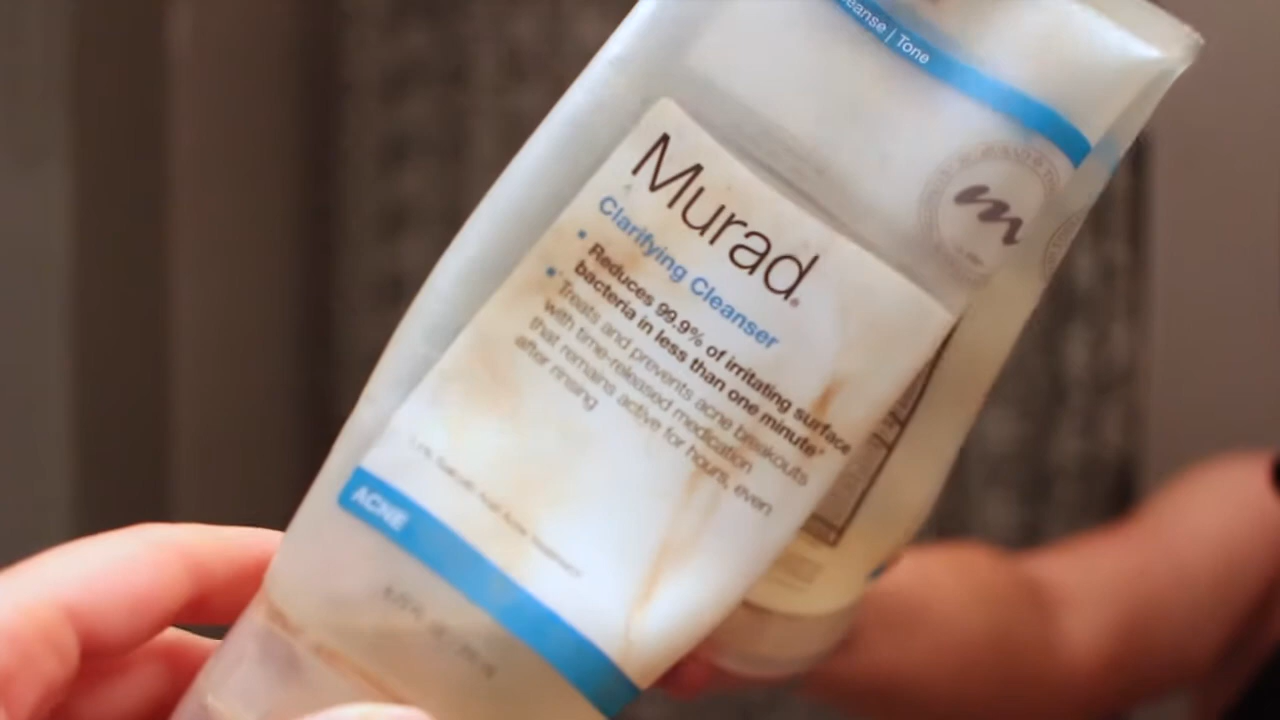 Cleanse | Tone
m
Murad
Clarifying Cleanser
• Reduces 99.9% of irritating surface
bacteria in less than one minute*
• Treats and prevents acne breakouts
with time-released medication
that remains active for hours, even
after rinsing
ACNE